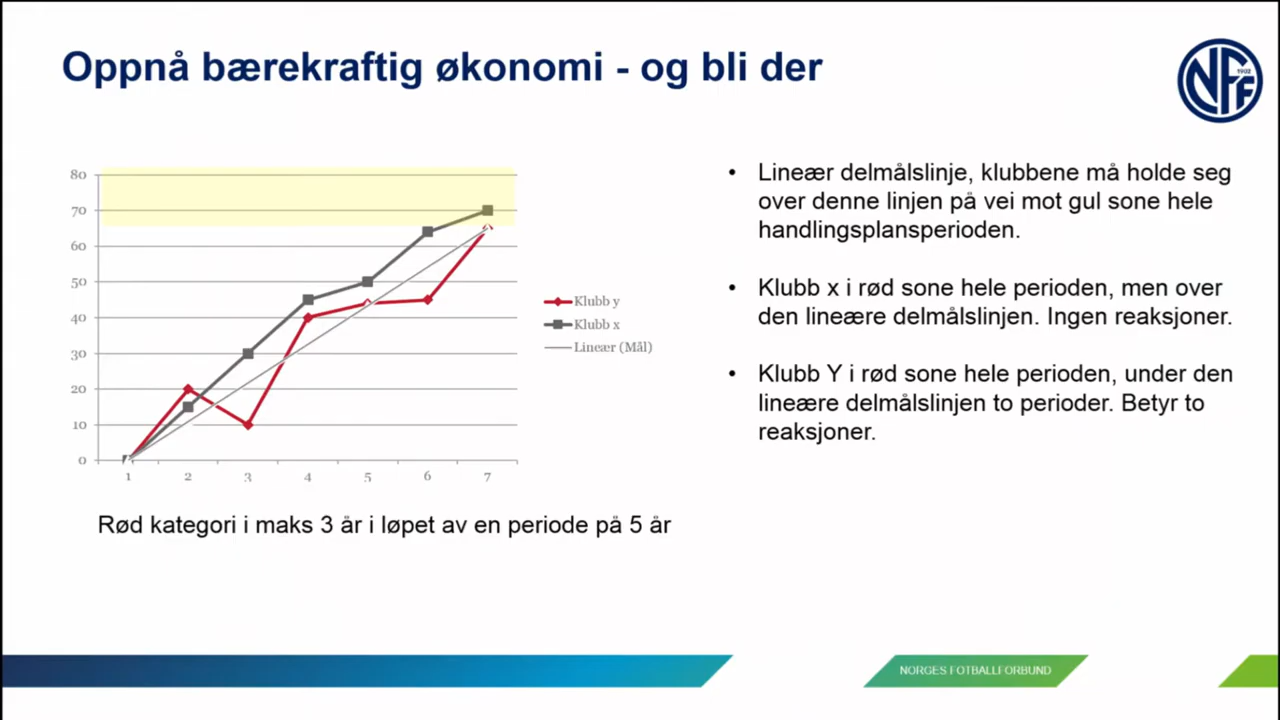 Oppnå bærekraftig økonomi - og bli der
1902
NFF
80
70
60
50
40
30
20
10
0
1 2 3 4 5 6 7
Klubb y
Klubb x
Lineær (Mål)
Rød kategori i maks 3 år i løpet av en periode på 5 år
• Lineær delmålslinje, klubbene må holde seg
over denne linjen på vei mot gul sone hele
handlingsplansperioden.
• Klubb x i rød sone hele perioden, men over
den lineære delmålslinjen. Ingen reaksjoner.
• Klubb Y i rød sone hele perioden, under den
lineære delmålslinjen to perioder. Betyr to
reaksjoner.
NORGES FOTBALLFORBUND